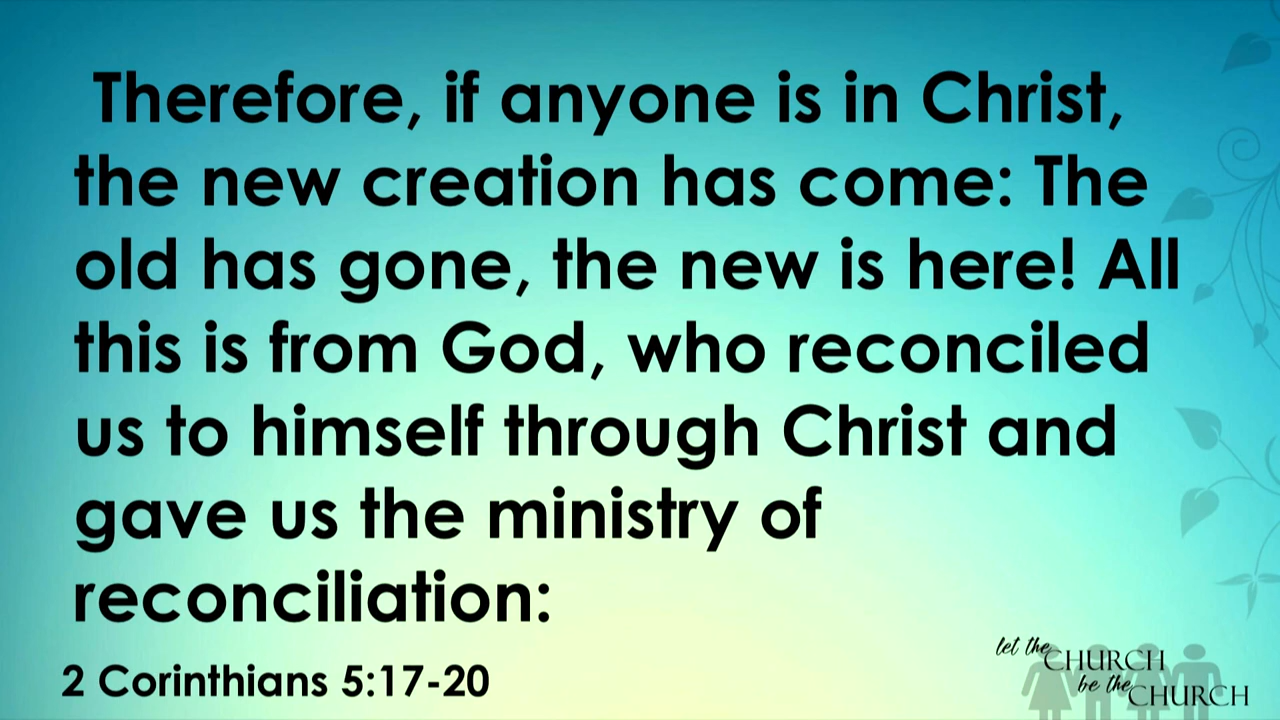 Therefore, if anyone is in Christ,
the new creation has come: The
old has gone, the new is here! All
this is from God, who reconciled
us to himself through Christ and
gave us the ministry of
reconciliation:
2 Corinthians 5:17-20
let the
CHURCH
be the
CHURCH